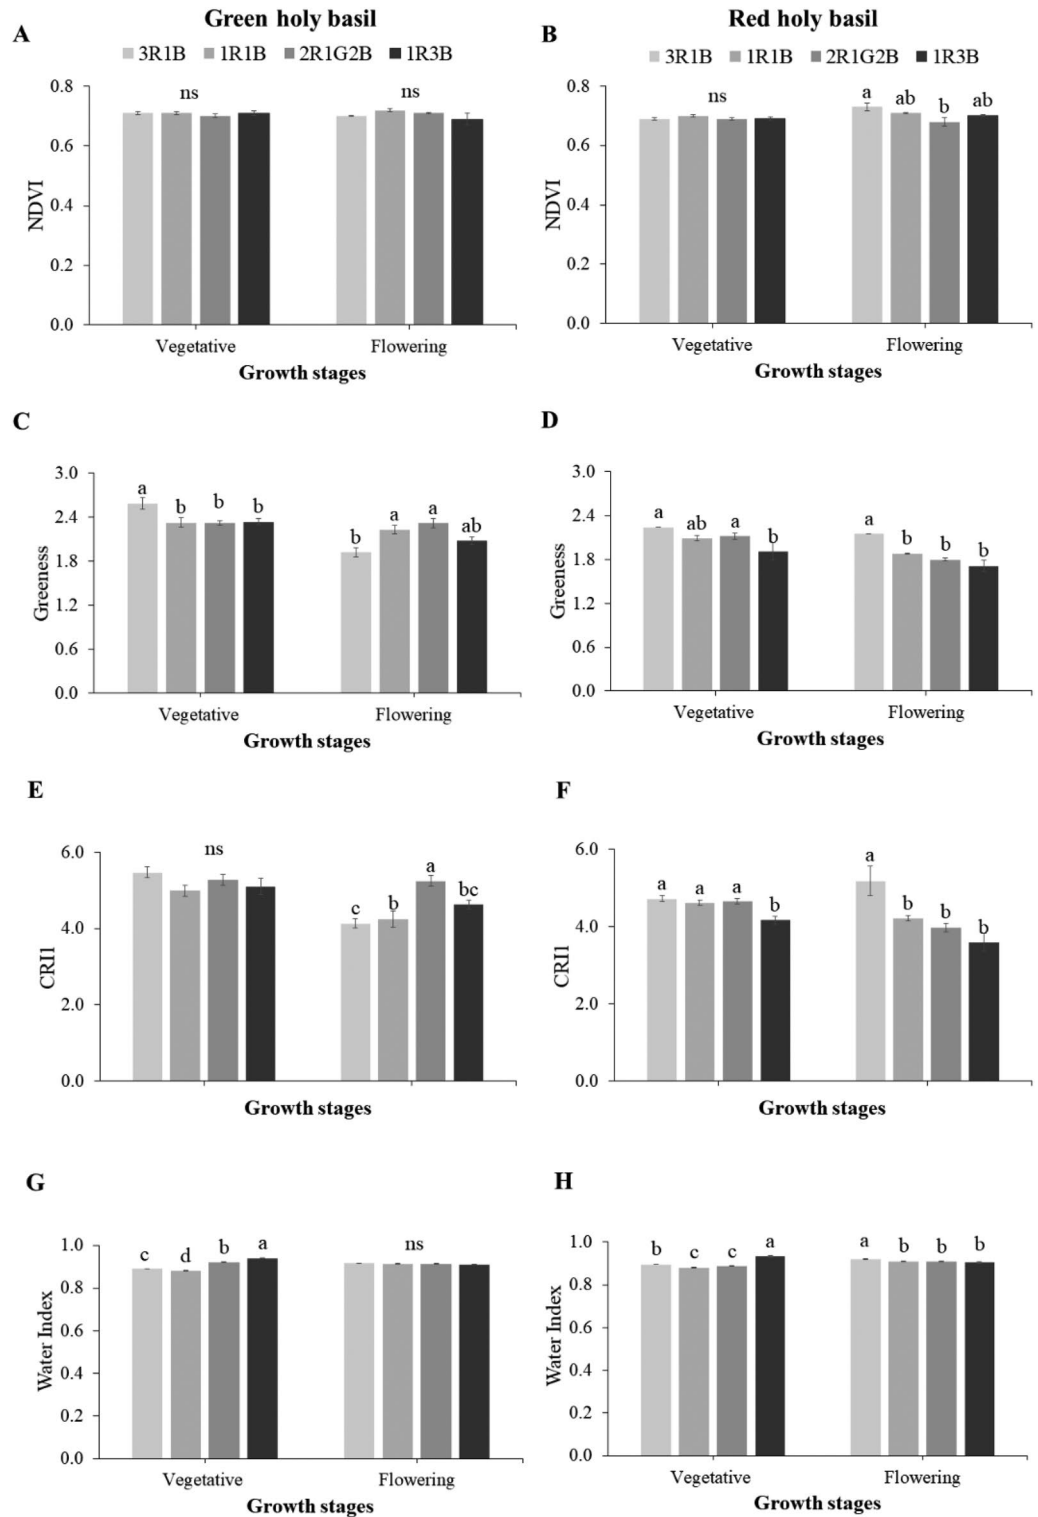 Green holy basil
Red holy basil
A
3R1B 1R1B 2R1G2B 1R3B
0.8
0.6
0.4
0.2
0.0
NDVI
ns
ns
Vegetative
Flowering
Growth stages
B
3R1B 1R1B 2R1G2B 1R3B
0.8
0.6
0.4
0.2
0.0
NDVI
ns
a ab b ab
Vegetative
Flowering
Growth stages
C
3.0
2.4
1.8
1.2
0.6
0.0
Greeness
a b b b
b a a ab
Vegetative
Flowering
Growth stages
D
3.0
2.4
1.8
1.2
0.6
0.0
Greeness
a ab a b
a b b b
Vegetative
Flowering
Growth stages
E
6.0
4.0
2.0
0.0
CRI1
ns
c b a bc
Growth stages
F
6.0
4.0
2.0
0.0
CRI1
a a a b
a b b b
Growth stages
G
1.0
0.8
0.6
0.4
0.2
0.0
Water Index
c d b a
ns
Vegetative
Flowering
Growth stages
H
1.0
0.8
0.6
0.4
0.2
0.0
Water Index
b c c a
a b b b
Vegetative
Flowering
Growth stages